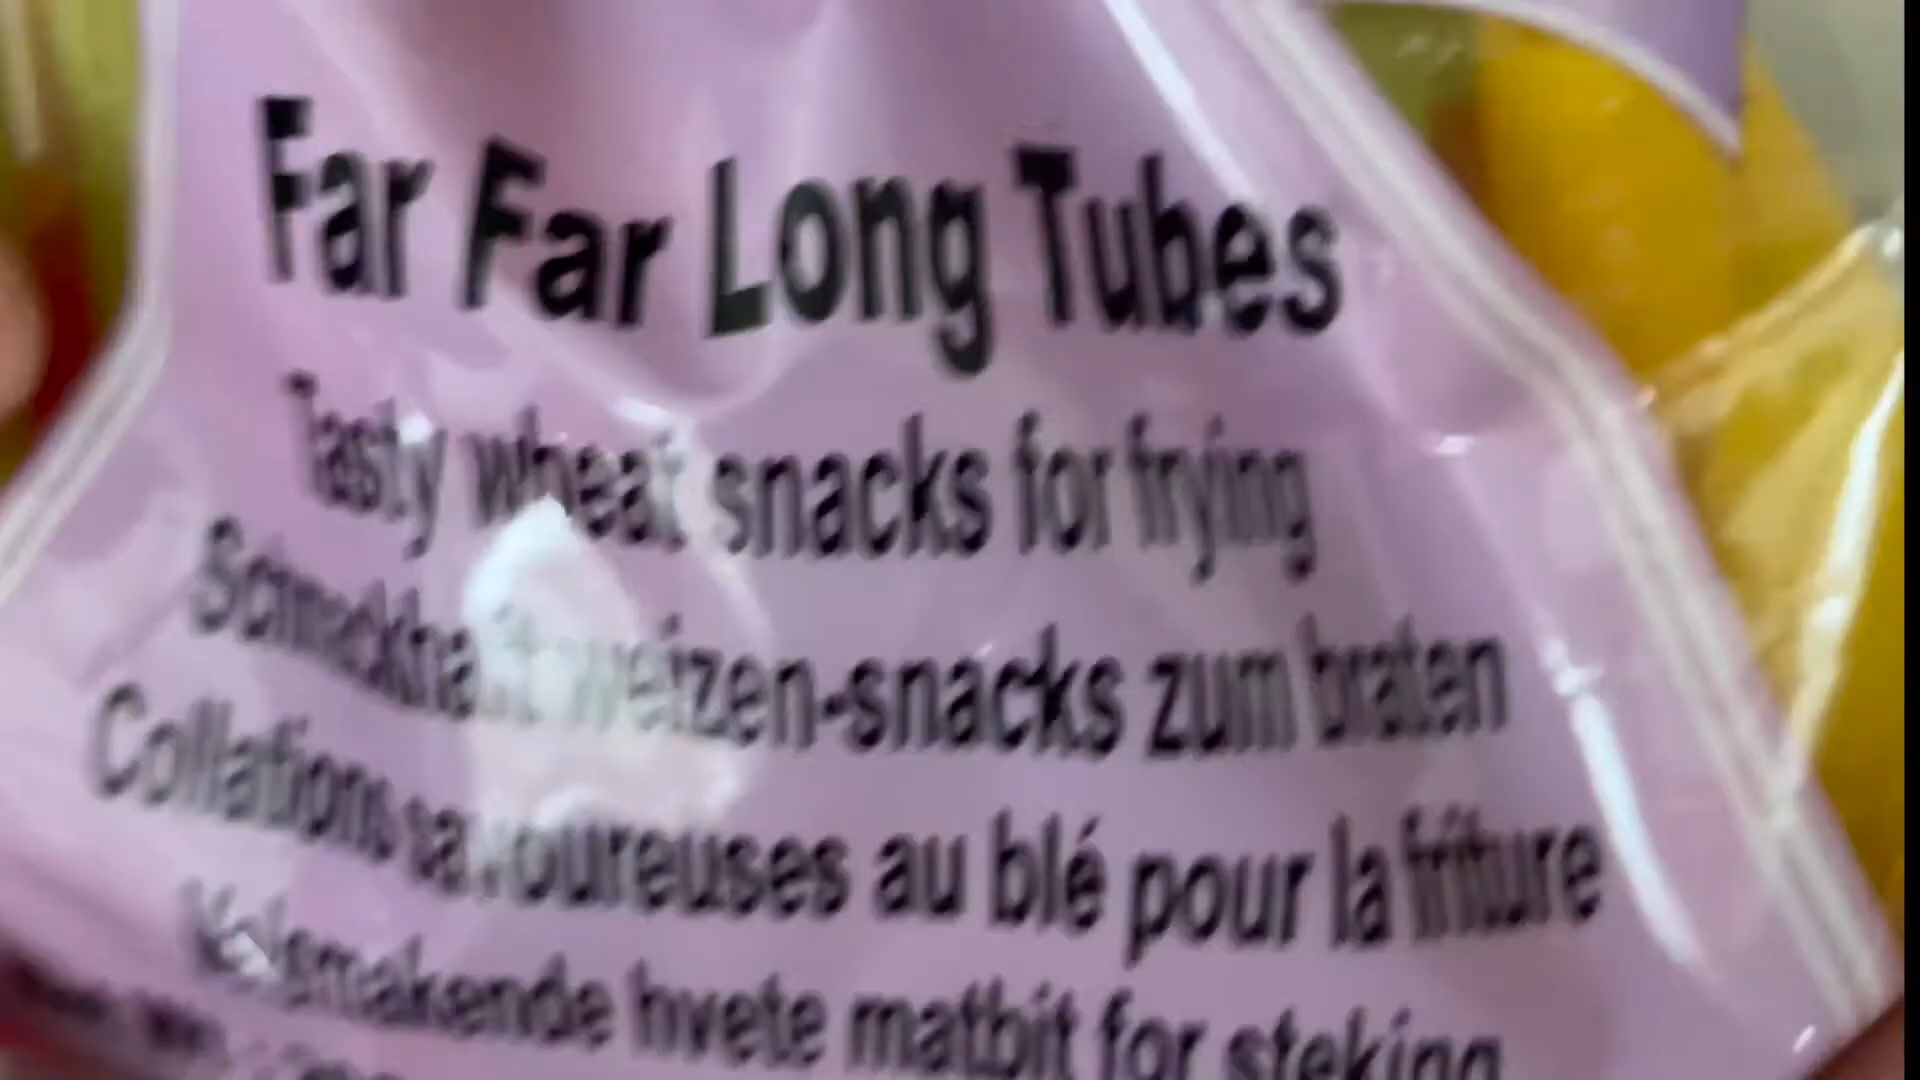 Far Far Long Tubes
Tasty wheat snacks for frying
Schmackhaft weizen-snacks zum braten
Collations savoureuses au blé pour la friture
Velsmakende hvete matbit for steking